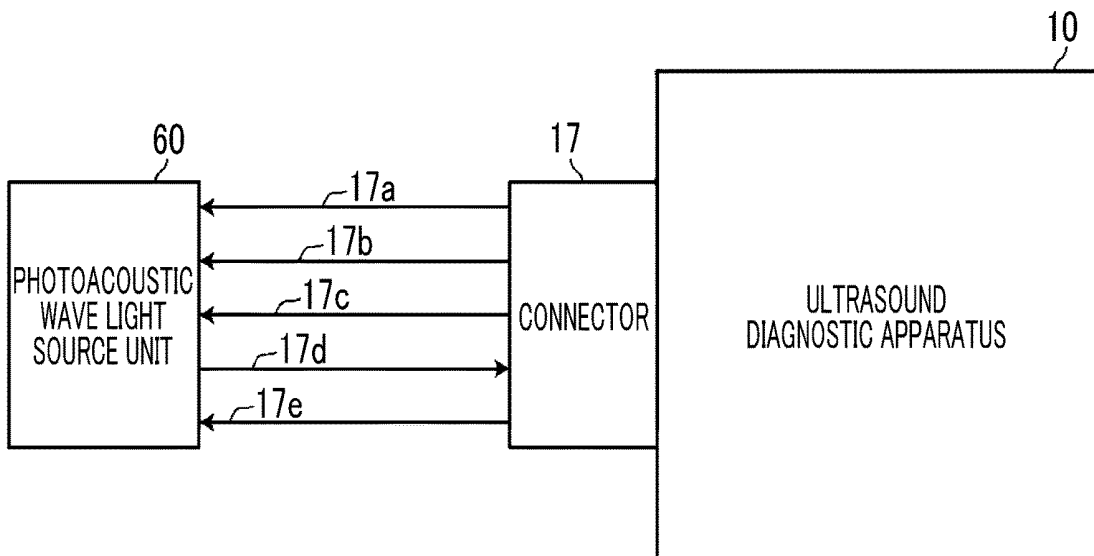 10
60
17
17a
17b
17c
17d
17e
PHOTOACOUSTIC
WAVE LIGHT
SOURCE UNIT
CONNECTOR
ULTRASOUND
DIAGNOSTIC APPARATUS